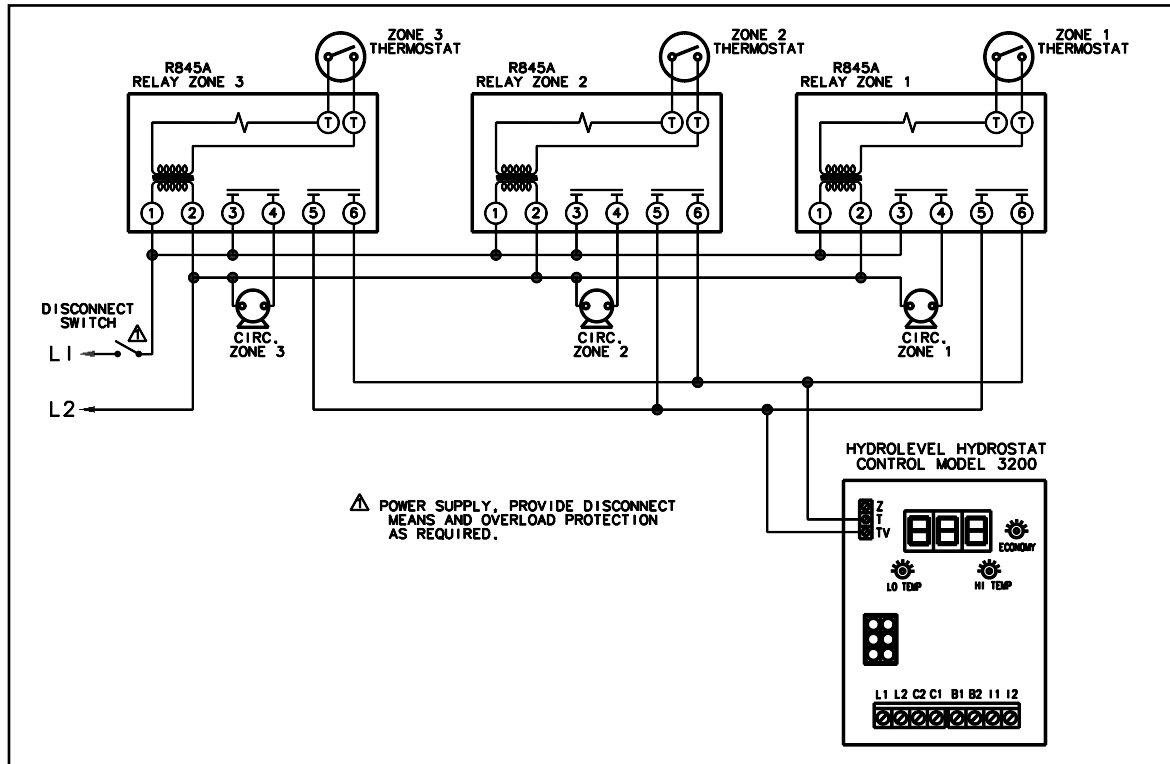 ZONE 3
THERMOSTAT
R845A
RELAY ZONE 3
T T
1 2 3 4 5 6
ZONE 2
THERMOSTAT
R845A
RELAY ZONE 2
T T
1 2 3 4 5 6
ZONE 1
THERMOSTAT
R845A
RELAY ZONE 1
T T
1 2 3 4 5 6
DISCONNECT
SWITCH
1
L1
L2
CIRC.
ZONE 3
CIRC.
ZONE 2
CIRC.
ZONE 1
1 POWER SUPPLY, PROVIDE DISCONNECT
MEANS AND OVERLOAD PROTECTION
AS REQUIRED.
HYDROLEVEL HYDROSTAT
CONTROL MODEL 3200
Z
T
TV
888
ECONOMY
LO TEMP
HI TEMP
L1 L2 C2 C1 B1 B2 I1 I2